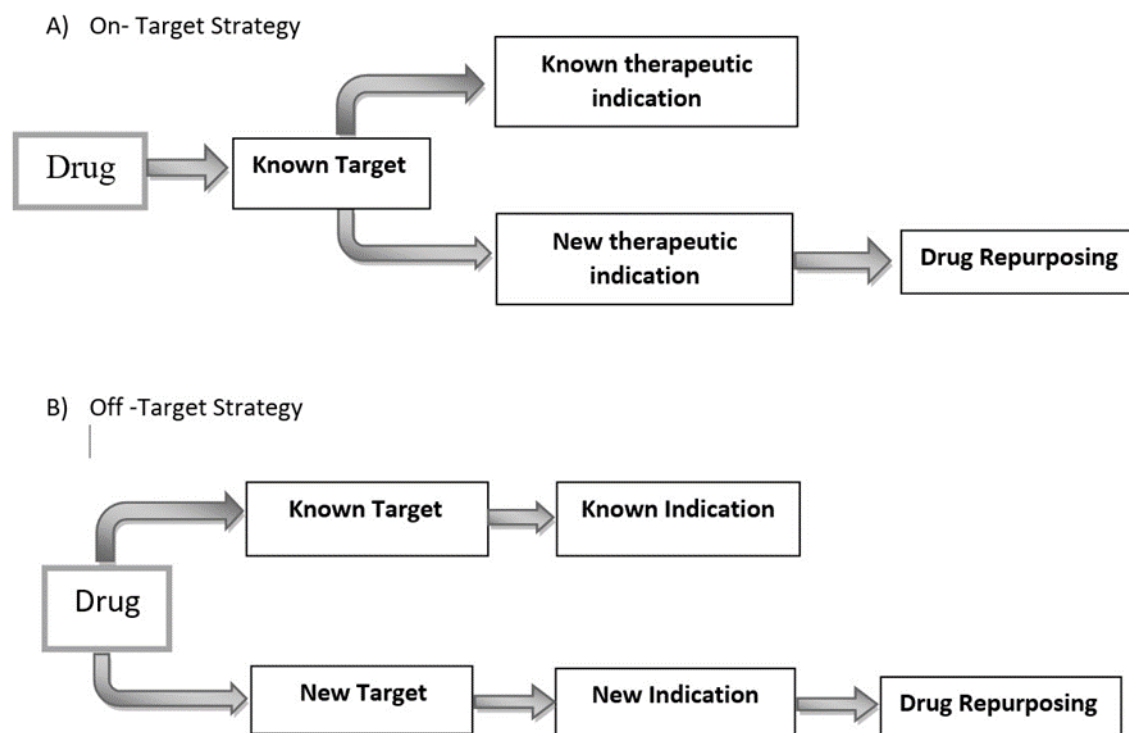 A) On- Target Strategy
Known therapeutic
indication
Drug
Known Target
New therapeutic
indication
Drug Repurposing
B) Off -Target Strategy
Known Target
Known Indication
Drug
New Target
New Indication
Drug Repurposing